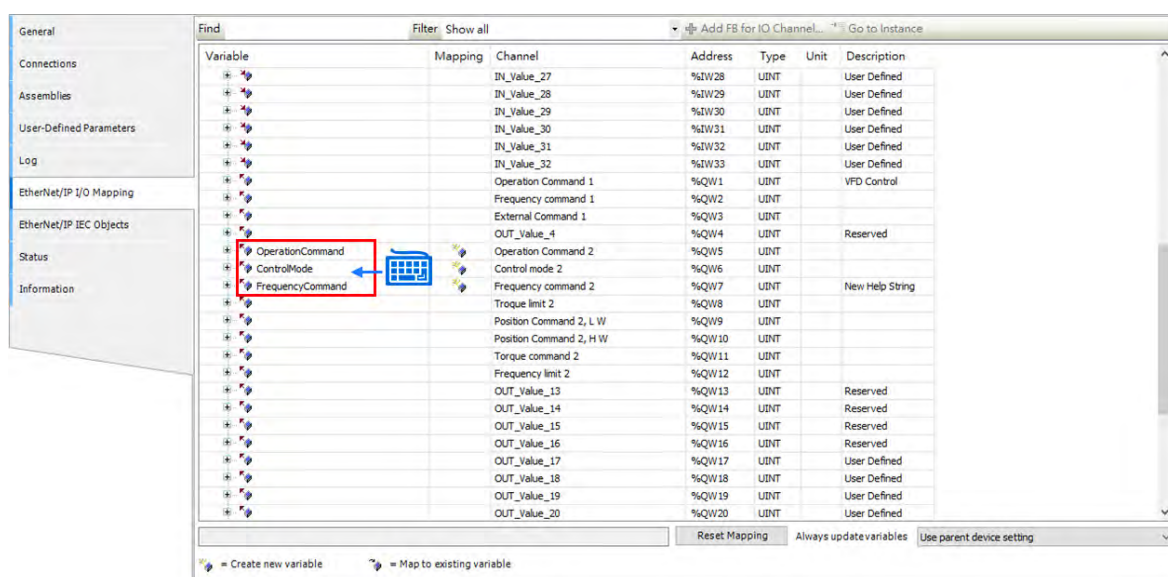 General
Connections
Assemblies
User-Defined Parameters
Log
EtherNet/IP I/O Mapping
EtherNet/IP IEC Objects
Status
Information
Find Filter Show all Add FB for IO Channel... Go to Instance
Variable Mapping Channel Address Type Unit Description
IN_Value_27 %IW28 UINT User Defined
IN_Value_28 %IW29 UINT User Defined
IN_Value_29 %IW30 UINT User Defined
IN_Value_30 %IW31 UINT User Defined
IN_Value_31 %IW32 UINT User Defined
IN_Value_32 %IW33 UINT User Defined
Operation Command 1 %QW1 UINT VFD Control
Frequency command 1 %QW2 UINT
External Command 1 %QW3 UINT
OUT_Value_4 %QW4 UINT Reserved
OperationCommand Operation Command 2 %QW5 UINT
ControlMode Control mode 2 %QW6 UINT
FrequencyCommand Frequency command 2 %QW7 UINT New Help String
Troque limit 2 %QW8 UINT
Position Command 2, L W %QW9 UINT
Position Command 2, H W %QW10 UINT
Torque command 2 %QW11 UINT
Frequency limit 2 %QW12 UINT
OUT_Value_13 %QW13 UINT Reserved
OUT_Value_14 %QW14 UINT Reserved
OUT_Value_15 %QW15 UINT Reserved
OUT_Value_16 %QW16 UINT Reserved
OUT_Value_17 %QW17 UINT User Defined
OUT_Value_18 %QW18 UINT User Defined
OUT_Value_19 %QW19 UINT User Defined
OUT_Value_20 %QW20 UINT User Defined
Reset Mapping Always update variables Use parent device setting
= Create new variable = Map to existing variable